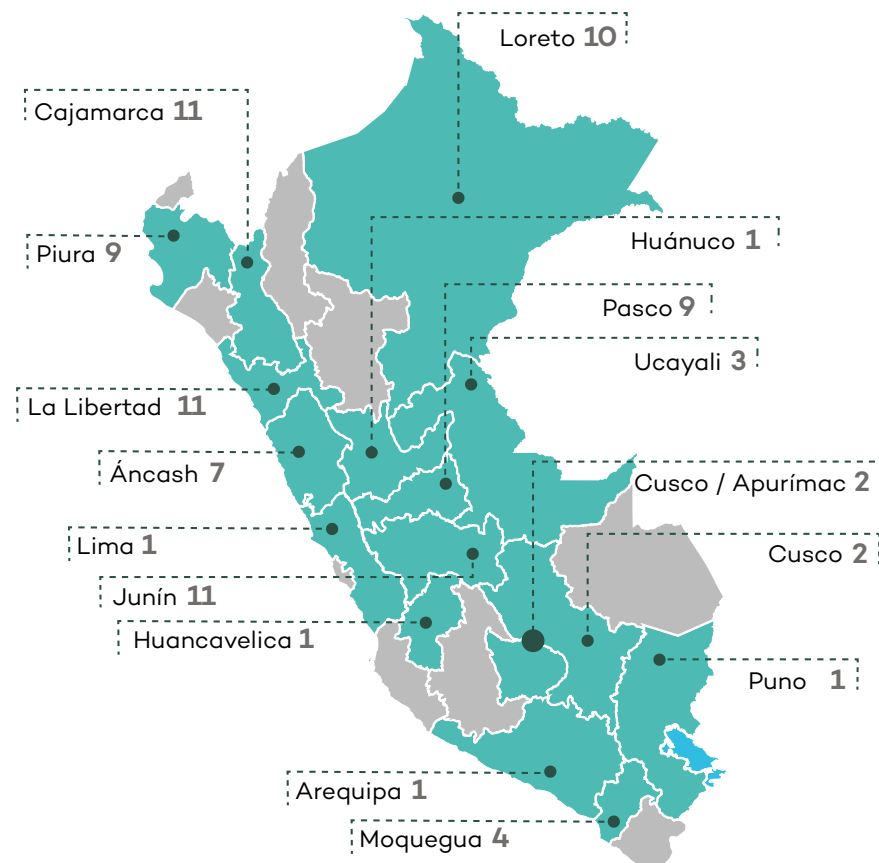 Loreto 10
Cajamarca 11
Huánuco 1
Piura 9
Pasco 9
Ucayali 3
La Libertad 11
Áncash 7
Cusco / Apurímac 2
Lima 1
Cusco 2
Junín 11
Huancavelica 1
Puno 1
Arequipa 1
Moquegua 4